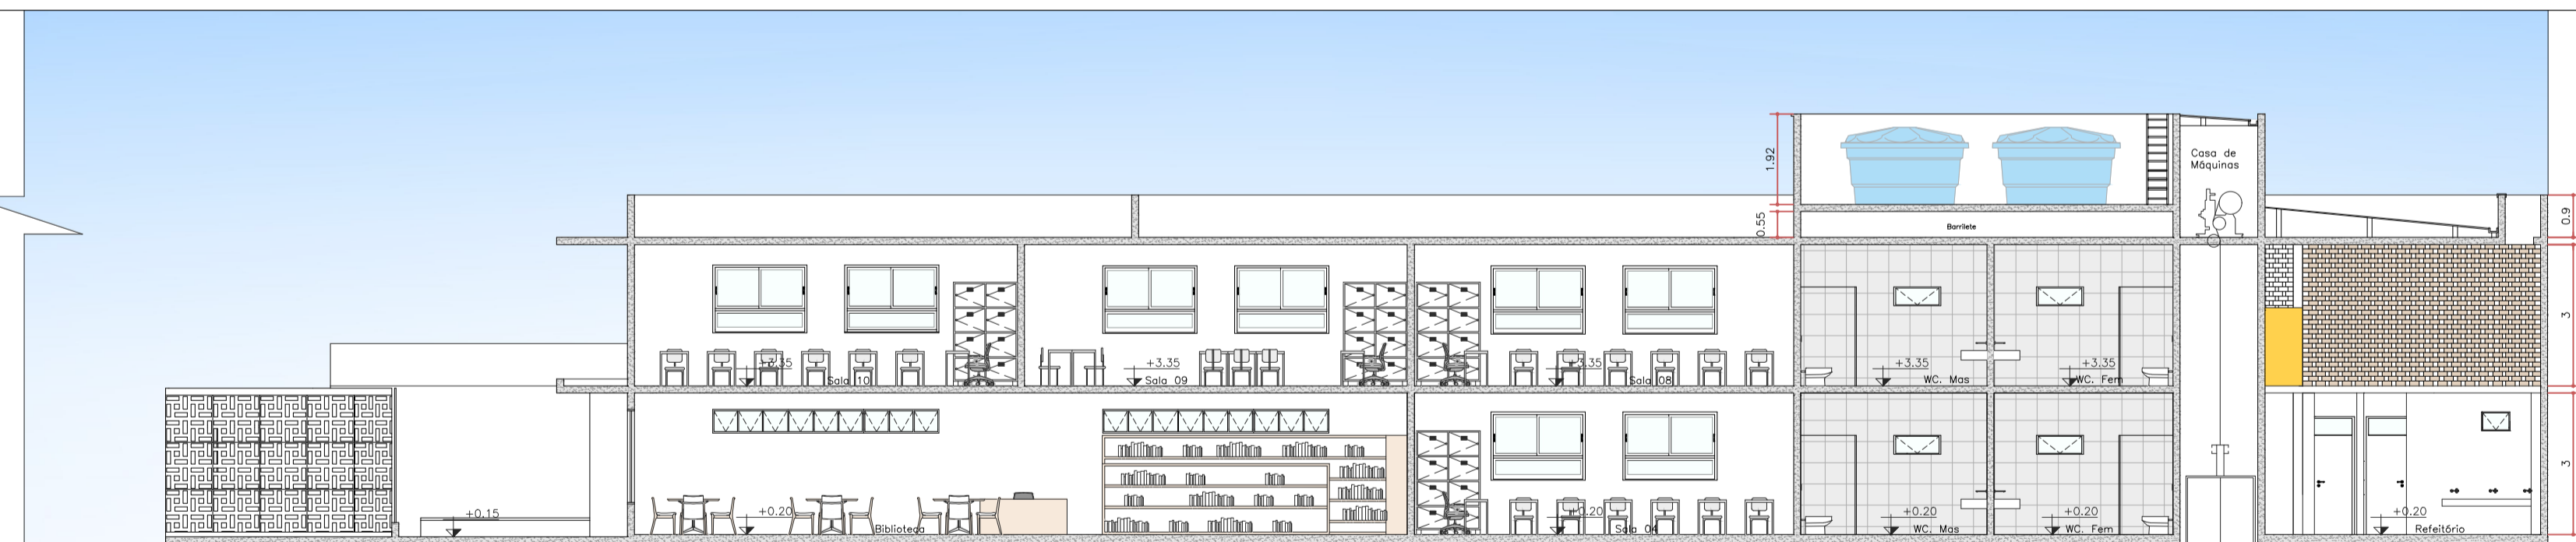 Casa de
Máquinas
1.92
0.55
0.9
Barrilete
+3.35
Sala 10
+3.35
Sala 09
+3.35
Sala 08
+3.35
WC. Mas
+3.35
WC. Fem
3
+0.15
+0.20
Biblioteca
+0.20
Sala 04
+0.20
WC. Mas
+0.20
WC. Fem
+0.20
Refeitório
3